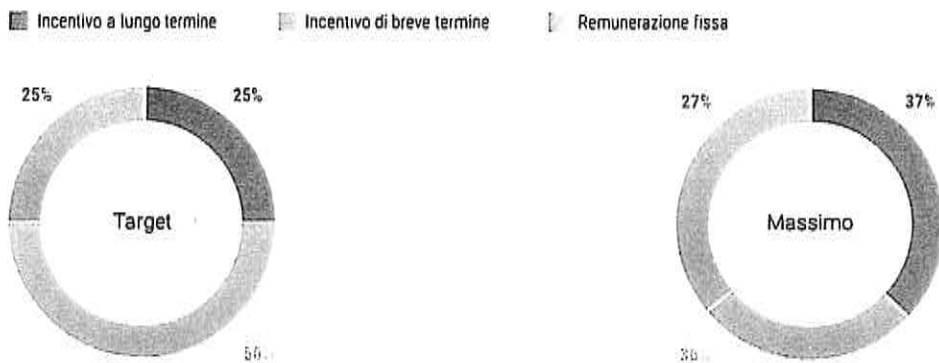 Incentivo a lungo termine
Incentivo di breve termine
Remunerazione fissa
25%
25%
27%
37%
Target
Massimo